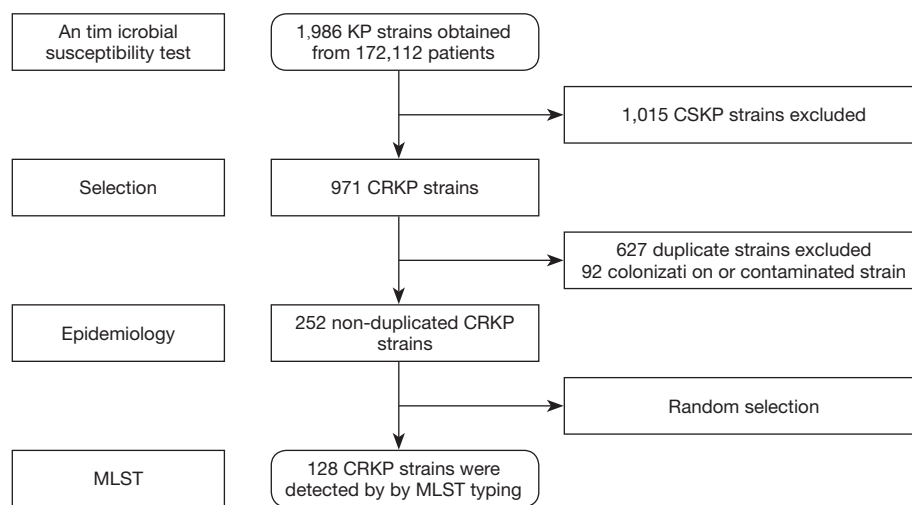 An tim icrobial
susceptibility test
1,986 KP strains obtained
from 172,112 patients
1,015 CSKP strains excluded
Selection
971 CRKP strains
627 duplicate strains excluded
92 colonizati on or contaminated strain
Epidemiology
252 non-duplicated CRKP
strains
Random selection
MLST
128 CRKP strains were
detected by by MLST typing